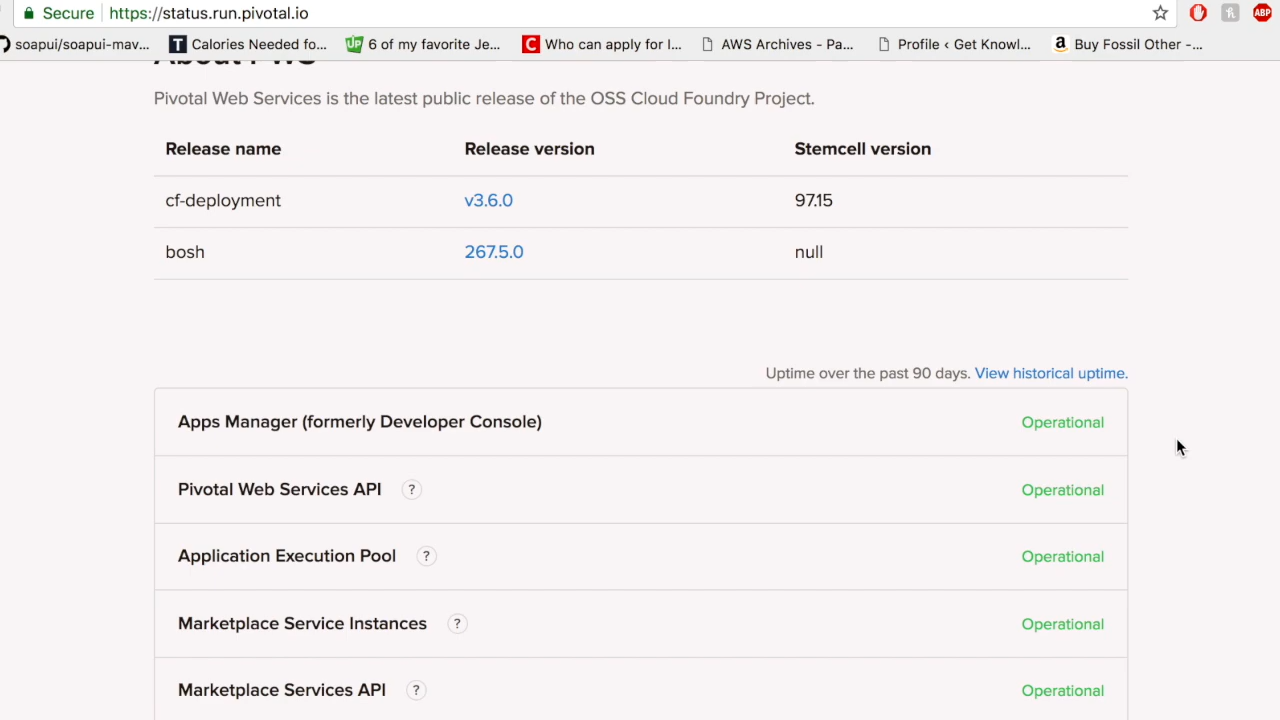 Secure https://status.run.pivotal.io
ABP
soapui/soapui-mav... T Calories Needed fo... UP 6 of my favorite Je... C Who can apply for I... AWS Archives - Pa... Profile ‹ Get Knowl... a Buy Fossil Other -...
About PWS
Pivotal Web Services is the latest public release of the OSS Cloud Foundry Project.
Release name Release version Stemcell version
cf-deployment v3.6.0 97.15
bosh 267.5.0 null
Uptime over the past 90 days. View historical uptime.
Apps Manager (formerly Developer Console) Operational
Pivotal Web Services API ? Operational
Application Execution Pool ? Operational
Marketplace Service Instances ? Operational
Marketplace Services API ? Operational